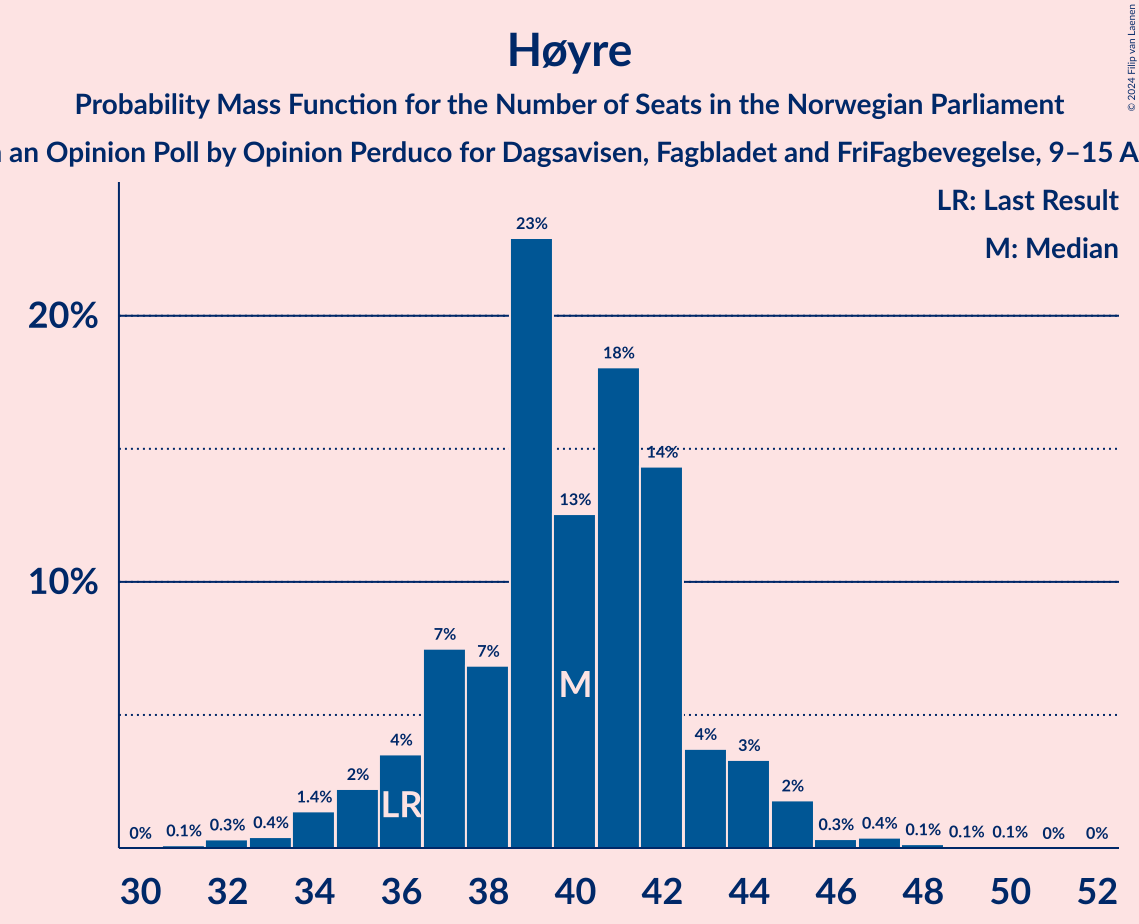 Høyre
Probability Mass Function for the Number of Seats in the Norwegian Parliament
an Opinion Poll by Opinion Perduco for Dagsavisen, Fagbladet and FriFagbevegelse, 9–15 A
© 2024 Filip van Laenen
LR: Last Result
M: Median
20%
10%
0%
0.1%
0.3%
0.4%
1.4%
2%
4%
7%
7%
23%
13%
18%
14%
4%
3%
2%
0.3%
0.4%
0.1%
0.1%
0.1%
0%
0%
LR
M
30 32 34 36 38 40 42 44 46 48 50 52